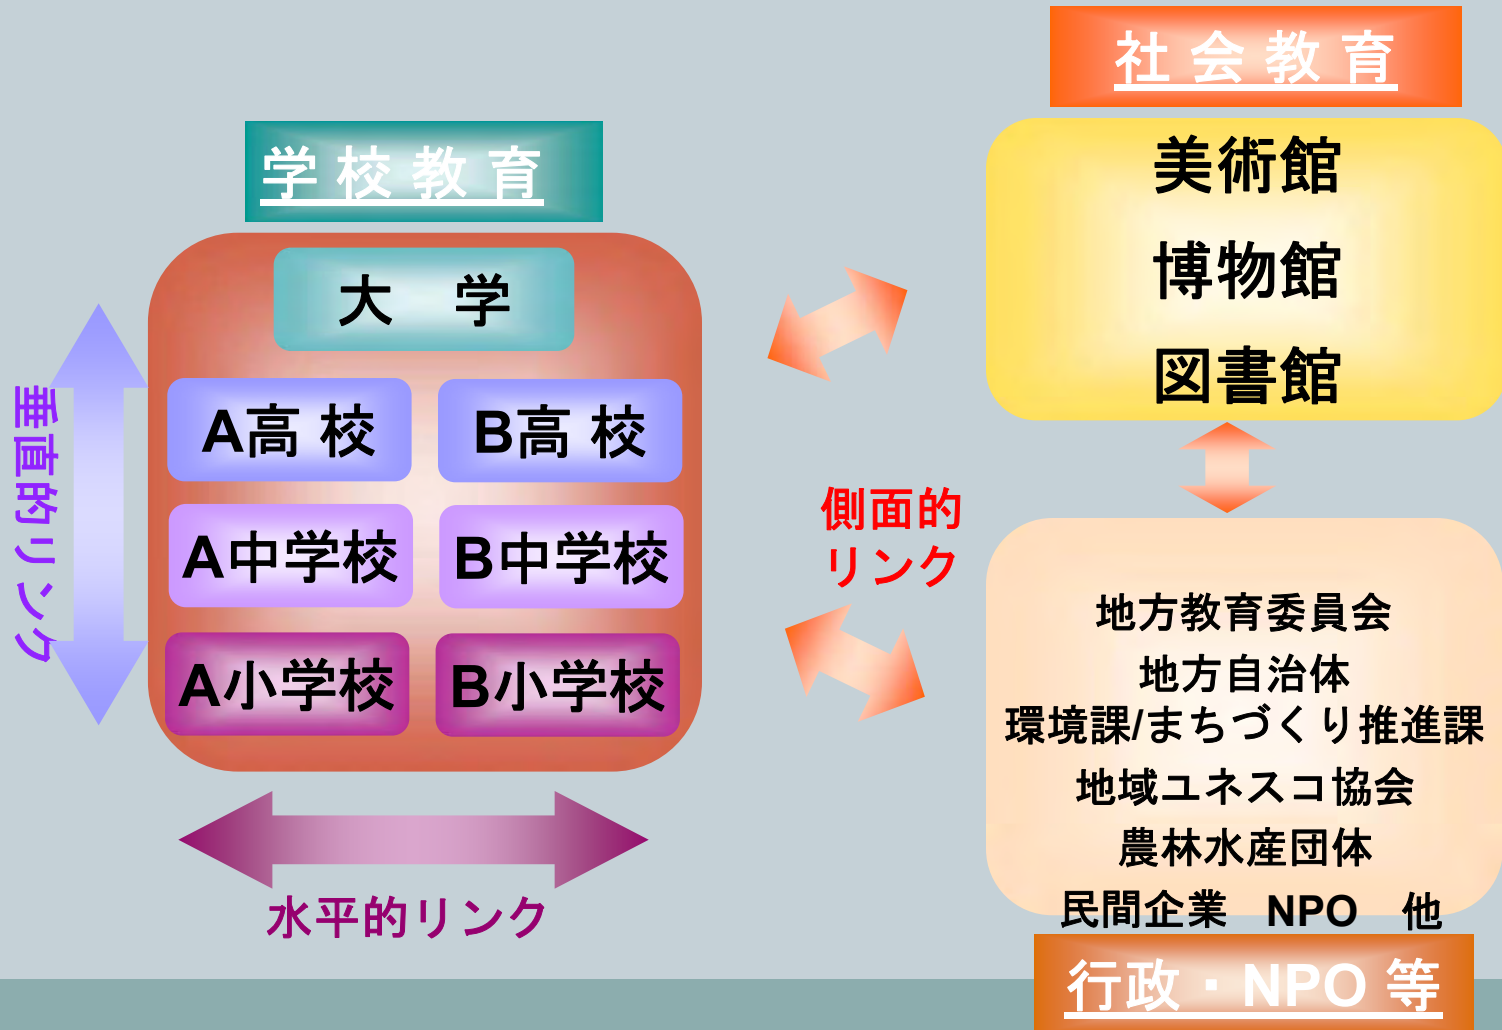 学 校 教 育
大　学
A高 校
B高 校
A中学校
B中学校
A小学校
B小学校
垂直的リンク
水平的リンク
側面的
リンク
社 会 教 育
美術館
博物館
図書館
地方教育委員会
地方自治体
環境課/まちづくり推進課
地域ユネスコ協会
農林水産団体
民間企業　NPO　他
行政・NPO 等